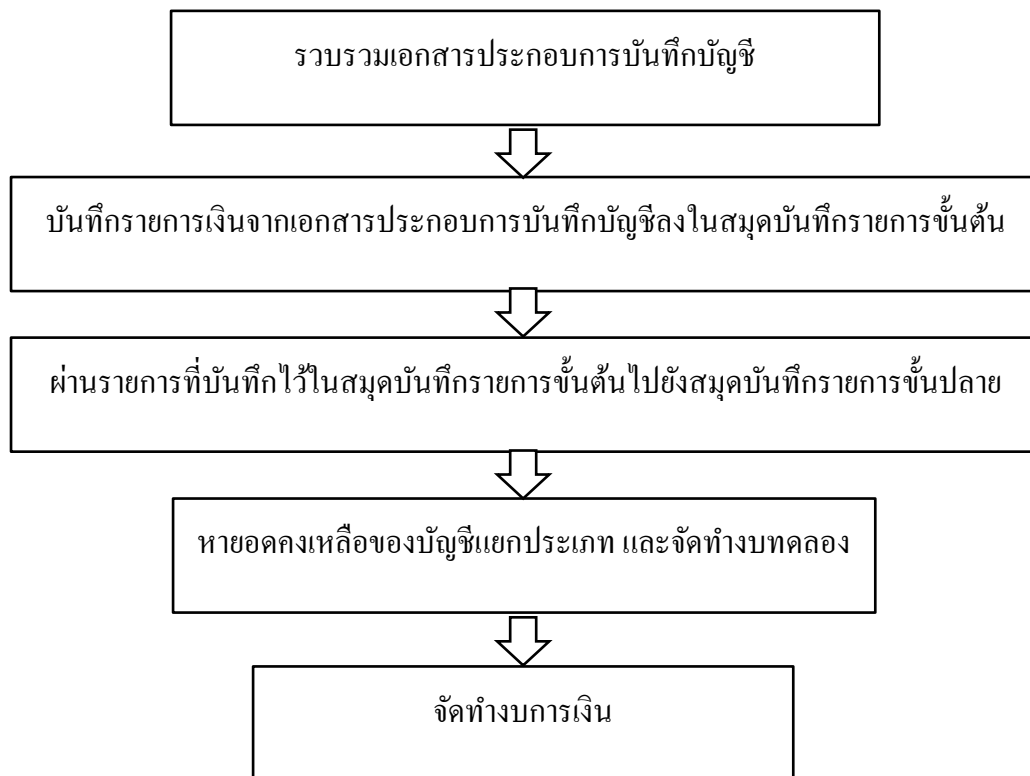 รวบรวมเอกสารประกอบการบันทึกบัญชี
บันทึกรายการเงินจากเอกสารประกอบการบันทึกบัญชีลงในสมุดบันทึกรายการขั้นต้น
ผ่านรายการที่บันทึกไว้ในสมุดบันทึกรายการขั้นต้นไปยังสมุดบันทึกรายการขั้นปลาย
หายอดคงเหลือของบัญชีแยกประเภท และจัดทำงบทดลอง
จัดทำงบการเงิน